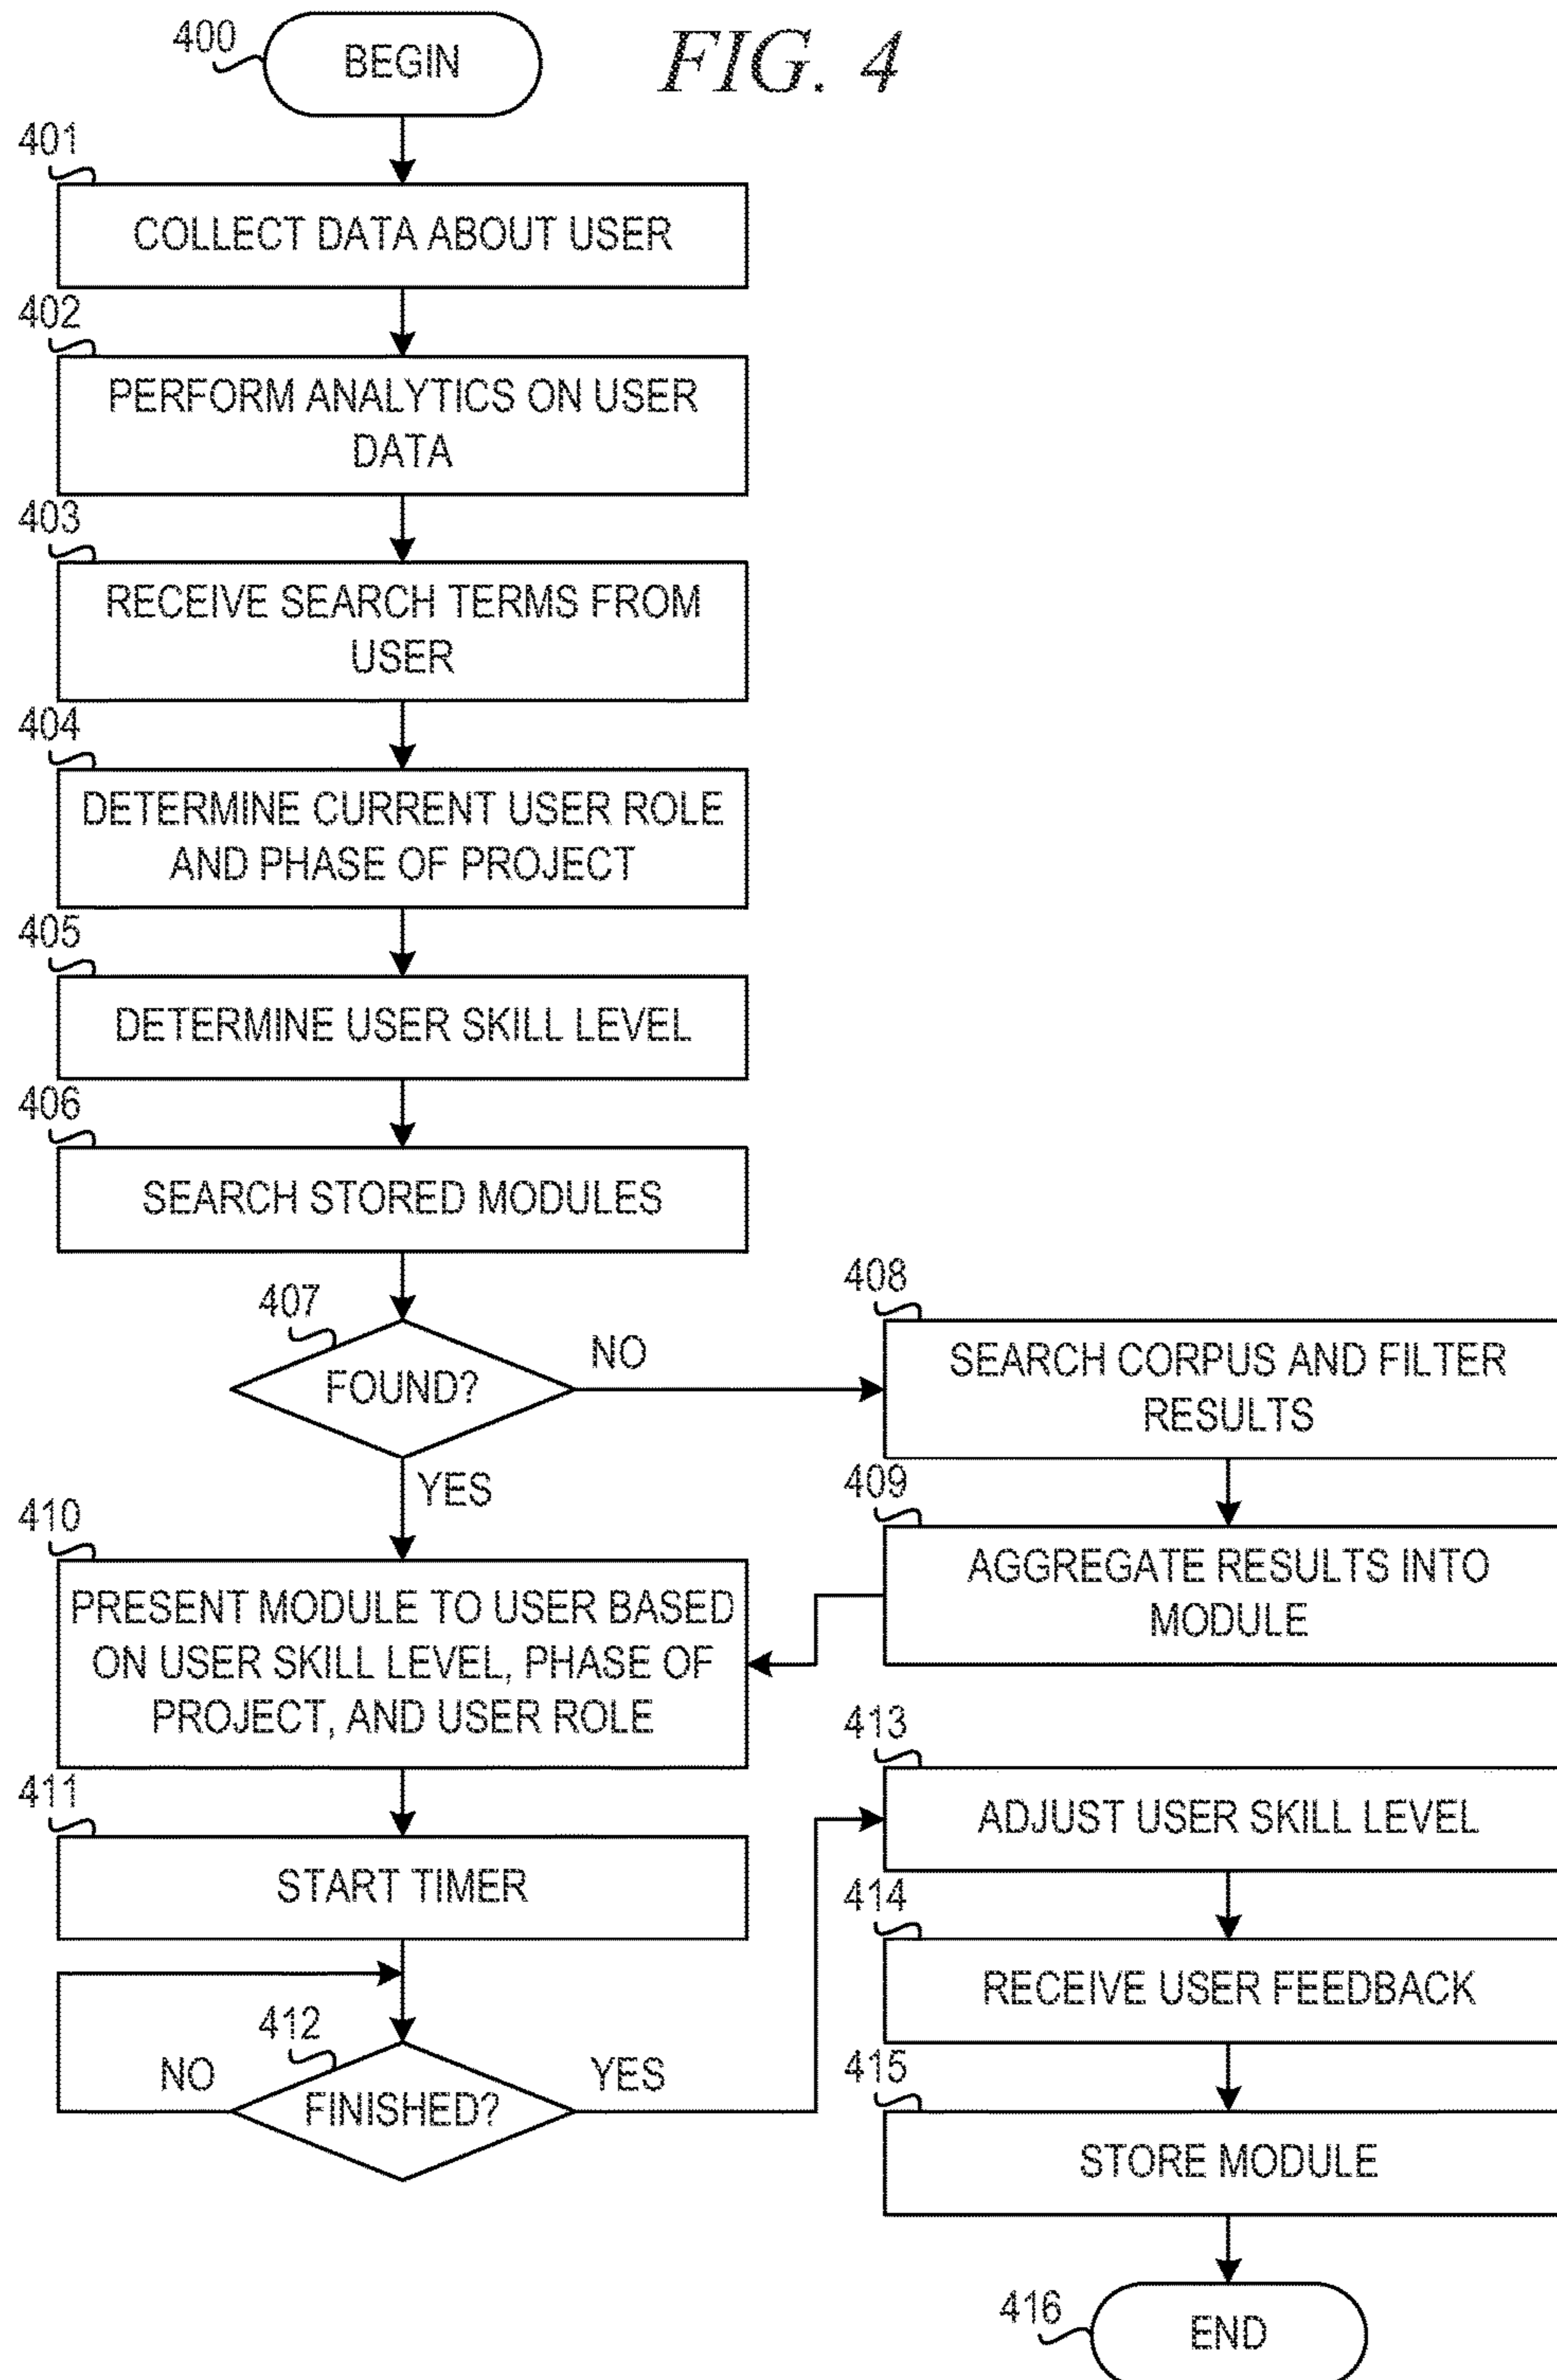 FIG. 4
400
BEGIN
401
COLLECT DATA ABOUT USER
402
PERFORM ANALYTICS ON USER
DATA
403
RECEIVE SEARCH TERMS FROM
USER
404
DETERMINE CURRENT USER ROLE
AND PHASE OF PROJECT
405
DETERMINE USER SKILL LEVEL
406
SEARCH STORED MODULES
407
FOUND?
NO
YES
408
SEARCH CORPUS AND FILTER
RESULTS
409
AGGREGATE RESULTS INTO
MODULE
410
PRESENT MODULE TO USER BASED
ON USER SKILL LEVEL, PHASE OF
PROJECT, AND USER ROLE
411
START TIMER
412
FINISHED?
NO
YES
413
ADJUST USER SKILL LEVEL
414
RECEIVE USER FEEDBACK
415
STORE MODULE
416
END